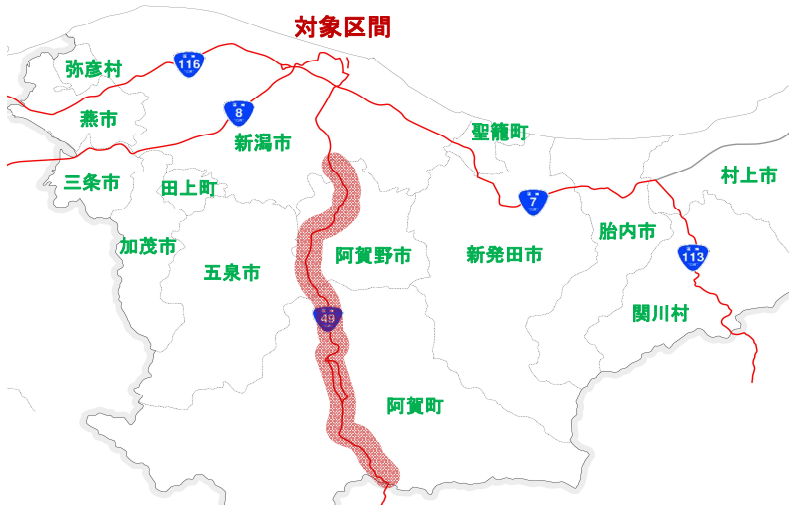 対象区間
弥彦村
116
燕市
8
新潟市
聖籠町
三条市
田上町
村上市
7
加茂市
五泉市
阿賀野市
新発田市
胎内市
113
49
関川村
阿賀町